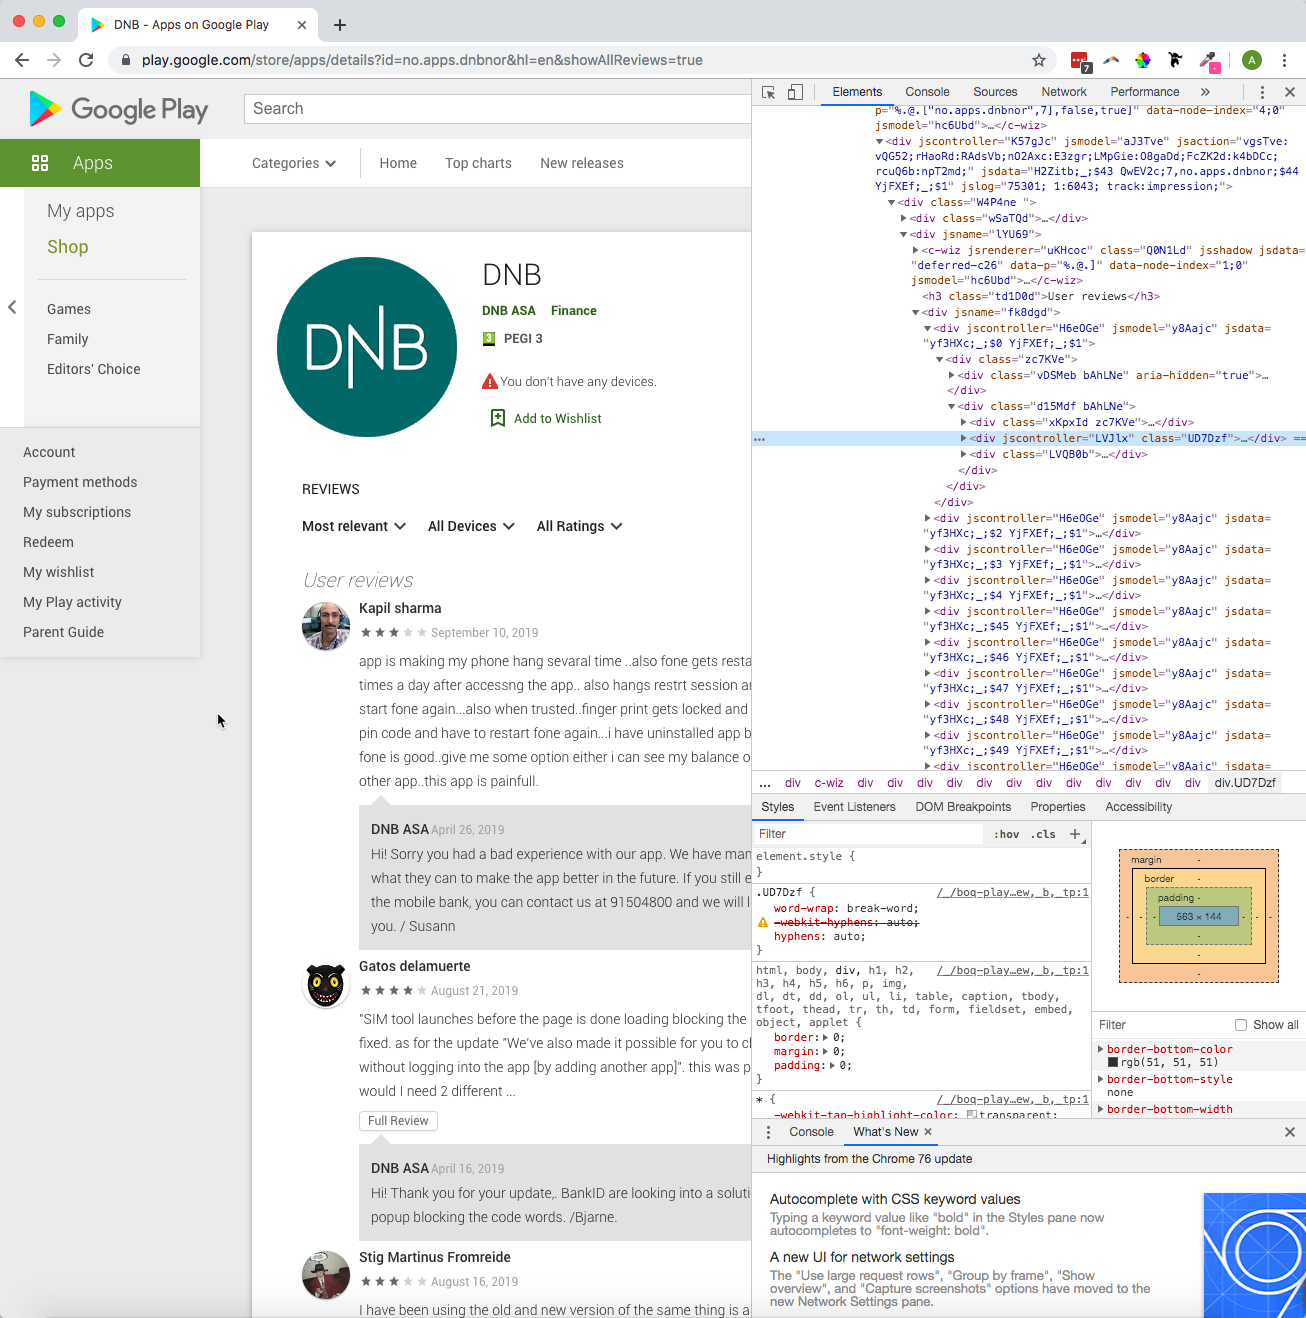 DNB - Apps on Google Play
play.google.com/store/apps/details?id=no.apps.dnbnor&hl=en&showAllReviews=true
7
A
Google Play
Search
Apps
Categories
Home
Top charts
New releases
My apps
Shop
Games
Family
Editors' Choice
Account
Payment methods
My subscriptions
Redeem
My wishlist
My Play activity
Parent Guide
DNB
DNB
DNB ASA Finance
3 PEGI 3
You don't have any devices.
Add to Wishlist
REVIEWS
Most relevant All Devices All Ratings
User reviews
Kapil sharma
September 10, 2019
app is making my phone hang sevaral time ..also fone gets resta
times a day after accessng the app.. also hangs restrt session a
start fone again...also when trusted..finger print gets locked and
pin code and have to restart fone again...i have uninstalled app b
fone is good..give me some option either i can see my balance o
other app..this app is painfull.
DNB ASA April 26, 2019
Hi! Sorry you had a bad experience with our app. We have man
what they can to make the app better in the future. If you still e
the mobile bank, you can contact us at 91504800 and we will l
you. / Susann
Gatos delamuerte
August 21, 2019
"SIM tool launches before the page is done loading blocking the
fixed. as for the update "We've also made it possible for you to cl
without logging into the app [by adding another app]". this was p
would I need 2 different ...
Full Review
DNB ASA April 16, 2019
Hi! Thank you for your update,. BankID are looking into a soluti
popup blocking the code words. /Bjarne.
Stig Martinus Fromreide
August 16, 2019
I have been using the old and new version of the same thing is a
Elements Console Sources Network Performance »
p="%.@.["no.apps.dnbnor",7],false,true]" data-node-index="4;0"
jsmodel="hc6Ubd">…</c-wiz>
<div jscontroller="K57gJc" jsmodel="aJ3Tve" jsaction="vgsTve:
vQG52;rHaoRd:RAdsVb;nO2Axc:E3zgr;LMpGie:O8gaDd;FcZK2d:k4bDCc;
rcuQ6b:npT2md;" jsdata="H2Zitb;_;$43 QwEV2c;7,no.apps.dnbnor;$44
YjFXEf;_;$1" jslog="75301; 1:6043; track:impression;">
<div class="W4P4ne ">
<div class="wSaTQd">…</div>
<div jsname="lYU69">
<c-wiz jsrenderer="uKHcoc" class="Q0N1Ld" jsshadow jsdata=
"deferred-c26" data-p="%.@.]" data-node-index="1;0"
jsmodel="hc6Ubd">…</c-wiz>
<h3 class="td1D0d">User reviews</h3>
<div jsname="fk8dgd">
<div jscontroller="H6eOGe" jsmodel="y8Aajc" jsdata=
"yf3HXc;_;$0 YjFXEf;_;$1">
<div class="zc7KVe">
<div class="vDSMeb bAhLNe" aria-hidden="true">…
</div>
<div class="d15Mdf bAhLNe">
<div class="xKpxId zc7KVe">…</div>
… <div jscontroller="LVJlx" class="UD7Dzf">…</div> ==
<div class="LVQB0b">…</div>
</div>
</div>
</div>
<div jscontroller="H6eOGe" jsmodel="y8Aajc" jsdata=
"yf3HXc;_;$2 YjFXEf;_;$1">…</div>
<div jscontroller="H6eOGe" jsmodel="y8Aajc" jsdata=
"yf3HXc;_;$3 YjFXEf;_;$1">…</div>
<div jscontroller="H6eOGe" jsmodel="y8Aajc" jsdata=
"yf3HXc;_;$4 YjFXEf;_;$1">…</div>
<div jscontroller="H6eOGe" jsmodel="y8Aajc" jsdata=
"yf3HXc;_;$45 YjFXEf;_;$1">…</div>
<div jscontroller="H6eOGe" jsmodel="y8Aajc" jsdata=
"yf3HXc;_;$46 YjFXEf;_;$1">…</div>
<div jscontroller="H6eOGe" jsmodel="y8Aajc" jsdata=
"yf3HXc;_;$47 YjFXEf;_;$1">…</div>
<div jscontroller="H6eOGe" jsmodel="y8Aajc" jsdata=
"yf3HXc;_;$48 YjFXEf;_;$1">…</div>
<div jscontroller="H6eOGe" jsmodel="y8Aajc" jsdata=
"yf3HXc;_;$49 YjFXEf;_;$1">…</div>
<div jscontroller="H6eOGe" jsmodel="y8Aajc" jsdata=
... div c-wiz div div div div div div div div div div div div div.UD7Dzf
Styles Event Listeners DOM Breakpoints Properties Accessibility
Filter :hov .cls +
element.style {
}
.UD7Dzf { /_/boq-play…ew,_b,_tp:1
word-wrap: break-word;
-webkit-hyphens: auto;
hyphens: auto;
}
html, body, div, h1, h2, /_/boq-play…ew,_b,_tp:1
h3, h4, h5, h6, p, img,
dl, dt, dd, ol, ul, li, table, caption, tbody,
tfoot, thead, tr, th, td, form, fieldset, embed,
object, applet {
border: 0;
margin: 0;
padding: 0;
}
* { /_/boq-play…ew,_b,_tp:1
-webkit-tap-highlight-color: transparent;
margin -
border -
padding -
- - - 563 × 144 - - -
-
-
-
Filter Show all
border-bottom-color
rgb(51, 51, 51)
border-bottom-style
none
border-bottom-width
Console What's New
Highlights from the Chrome 76 update
Autocomplete with CSS keyword values
Typing a keyword value like "bold" in the Styles pane now
autocompletes to "font-weight: bold".
A new UI for network settings
The "Use large request rows", "Group by frame", "Show
overview", and "Capture screenshots" options have moved to the
new Network Settings pane.